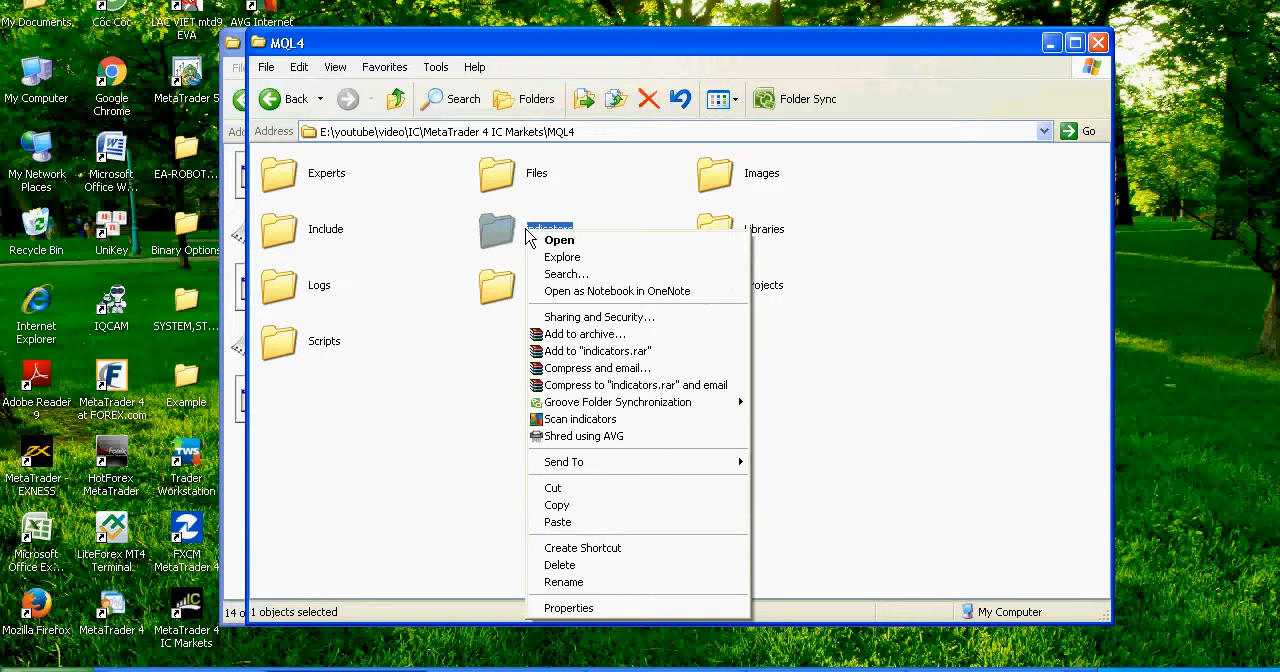 My Documents
Cốc Cốc
LAC VIET mtd9 EVA
AVG Internet
My Computer
Google Chrome
MetaTrader 5
My Network Places
Microsoft Office W...
EA-ROBOT...
Recycle Bin
UniKey
Binary Options
Internet Explorer
IQCAM
SYSTEM,ST...
Adobe Reader 9
MetaTrader 4 at FOREX.com
Example
MetaTrader - EXNESS
HotForex MetaTrader
Trader Workstation
Microsoft Office Ex...
LiteForex MT4 Terminal
FXCM MetaTrader 4
Mozilla Firefox
MetaTrader 4
MetaTrader 4 IC Markets
MQL4
File Edit View Favorites Tools Help
Back Search Folders Folder Sync
Address E:\youtube\video\IC\MetaTrader 4 IC Markets\MQL4 Go
Experts Files Images
Include indicators Libraries
Logs Projects
Scripts
Open
Explore
Search...
Open as Notebook in OneNote
Sharing and Security...
Add to archive...
Add to "indicators.rar"
Compress and email...
Compress to "indicators.rar" and email
Groove Folder Synchronization
Scan indicators
Shred using AVG
Send To
Cut
Copy
Paste
Create Shortcut
Delete
Rename
Properties
14 o
1 objects selected My Computer